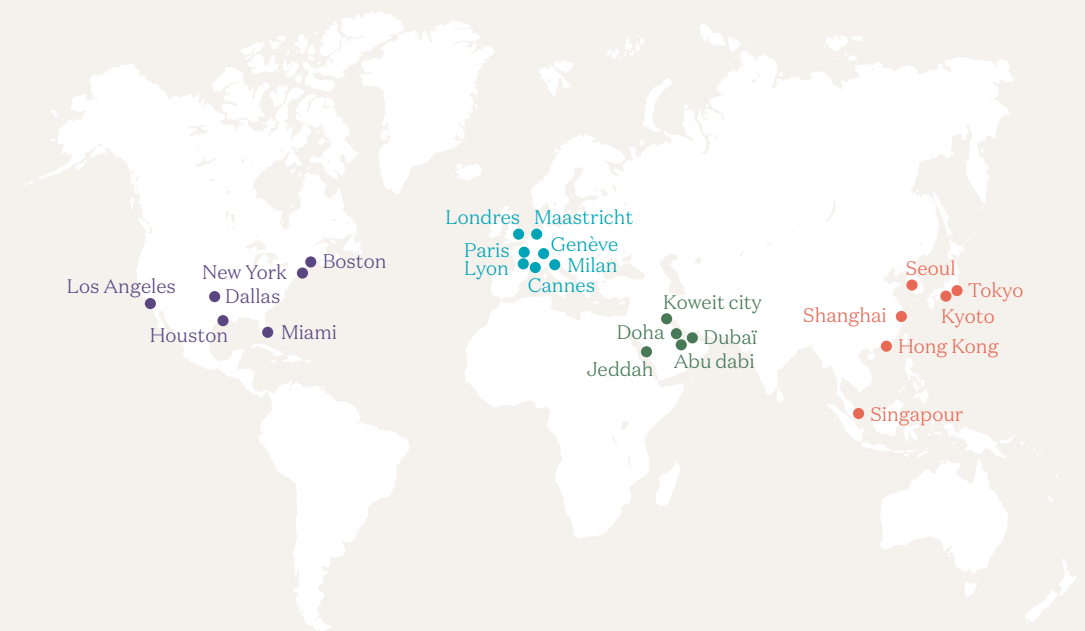 Los Angeles
New York
Boston
Dallas
Houston
Miami
Londres
Maastricht
Paris
Genève
Lyon
Milan
Cannes
Koweit city
Doha
Dubaï
Abu dabi
Jeddah
Seoul
Tokyo
Kyoto
Shanghai
Hong Kong
Singapour